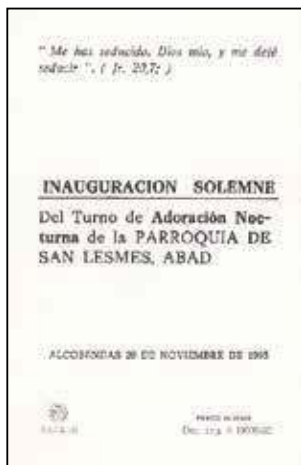 " Me has seducido, Dios mío, y me dejé
seducir ". ( Jr. 20,7; )
INAUGURACION SOLEMNE
Del Turno de Adoración Noc-
turna de la PARROQUIA DE
SAN LESMES, ABAD
ALCOBENDAS 20 DE NOVIEMBRE DE